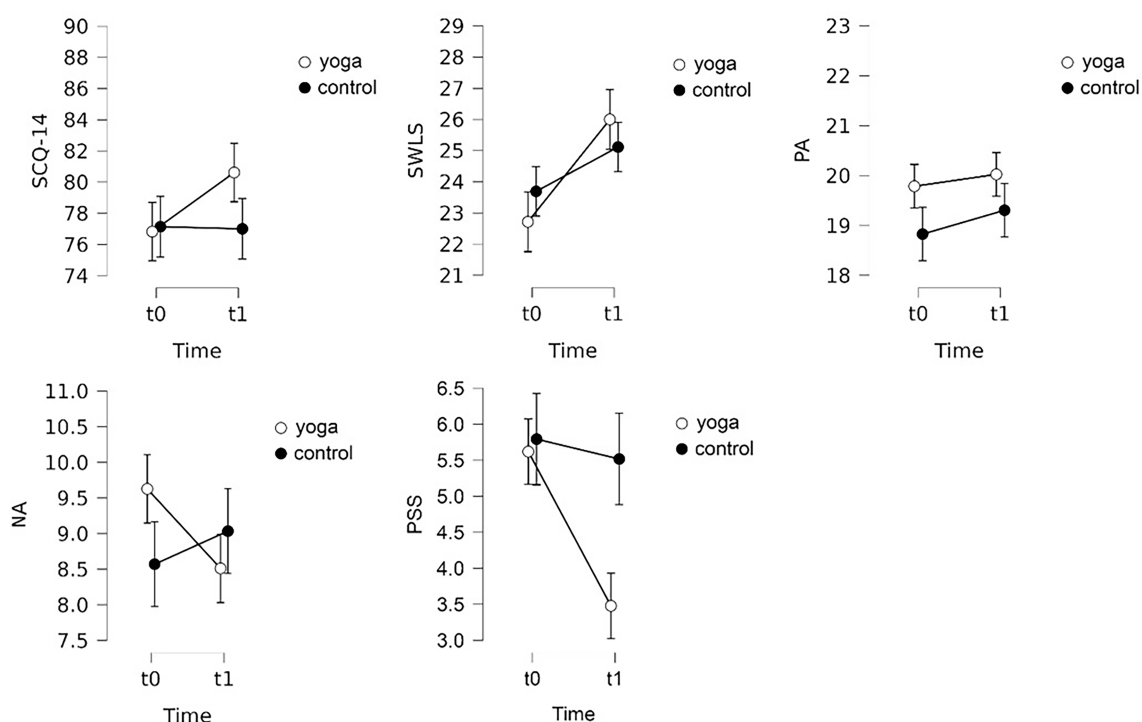 90
88
86
84
82
80
78
76
74
SCQ-14
yoga
control
t0 t1
Time
29
28
27
26
25
24
23
22
21
SWLS
yoga
control
t0 t1
Time
23
22
21
20
19
18
PA
yoga
control
t0 t1
Time
11.0
10.5
10.0
9.5
9.0
8.5
8.0
7.5
NA
yoga
control
t0 t1
Time
6.5
6.0
5.5
5.0
4.5
4.0
3.5
3.0
PSS
yoga
control
t0 t1
Time